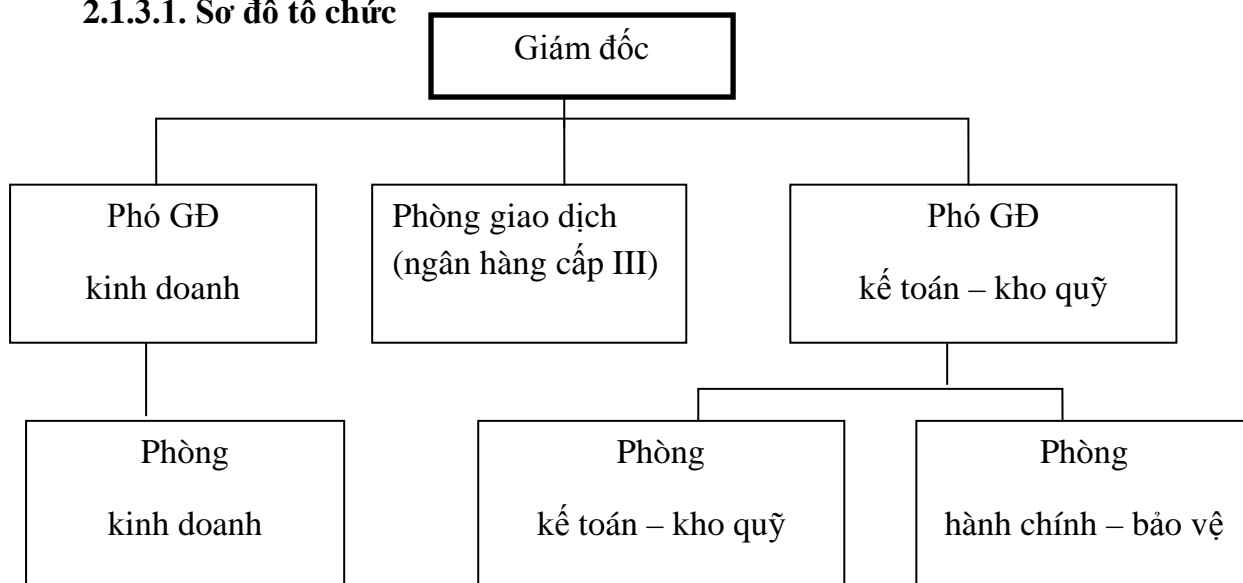 2.1.3.1. Sơ đồ tổ chức
Giám đốc
Phó GĐ
kinh doanh
Phòng giao dịch
(ngân hàng cấp III)
Phó GĐ
kế toán – kho quỹ
Phòng
kinh doanh
Phòng
kế toán – kho quỹ
Phòng
hành chính – bảo vệ